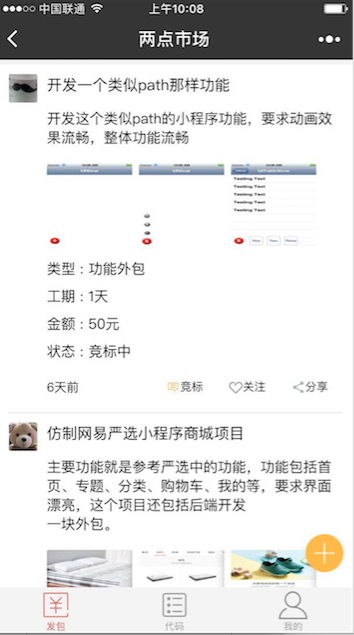 中国联通 上午10:08
两点市场
开发一个类似path那样功能
开发这个类似path的小程序功能，要求动画效
果流畅，整体功能流畅
Testing Text
Testing Text
Testing Text
Testing Text
Testing Text
类型：功能外包
工期：1天
金额：50元
状态：竞标中
6天前 竞标 关注 分享
仿制网易严选小程序商城项目
主要功能就是参考严选中的功能，功能包括首
页、专题、分类、购物车、我的等，要求界面
漂亮，这个项目还包括后端开发
一块外包。
发包 代码 我的